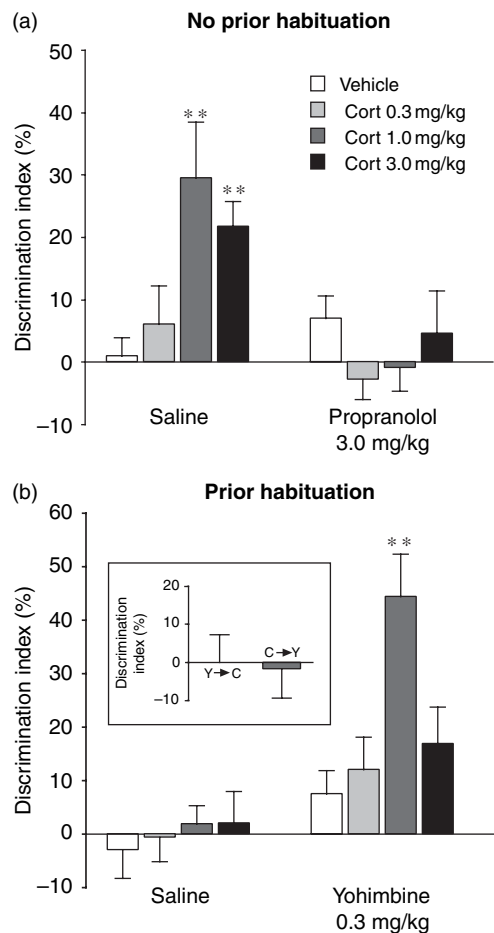 (a) No prior habituation
50
40
30
20
10
0
−10
Discrimination index (%)
Vehicle
Cort 0.3 mg/kg
Cort 1.0 mg/kg
Cort 3.0 mg/kg
**
**
Saline
Propranolol
3.0 mg/kg
(b) Prior habituation
60
50
40
30
20
10
0
−10
Discrimination index (%)
20
10
0
−10
Discrimination
index (%)
Y→C
C→Y
**
Saline
Yohimbine
0.3 mg/kg